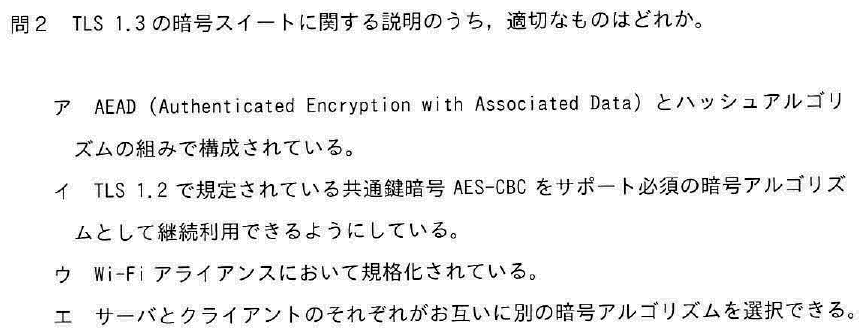 問2 TLS 1.3の暗号スイートに関する説明のうち，適切なものはどれか。
ア AEAD（Authenticated Encryption with Associated Data）とハッシュアルゴリ
ズムの組みで構成されている。
イ TLS 1.2で規定されている共通鍵暗号 AES-CBC をサポート必須の暗号アルゴリズ
ムとして継続利用できるようにしている。
ウ Wi-Fi アライアンスにおいて規格化されている。
エ サーバとクライアントのそれぞれがお互いに別の暗号アルゴリズムを選択できる。